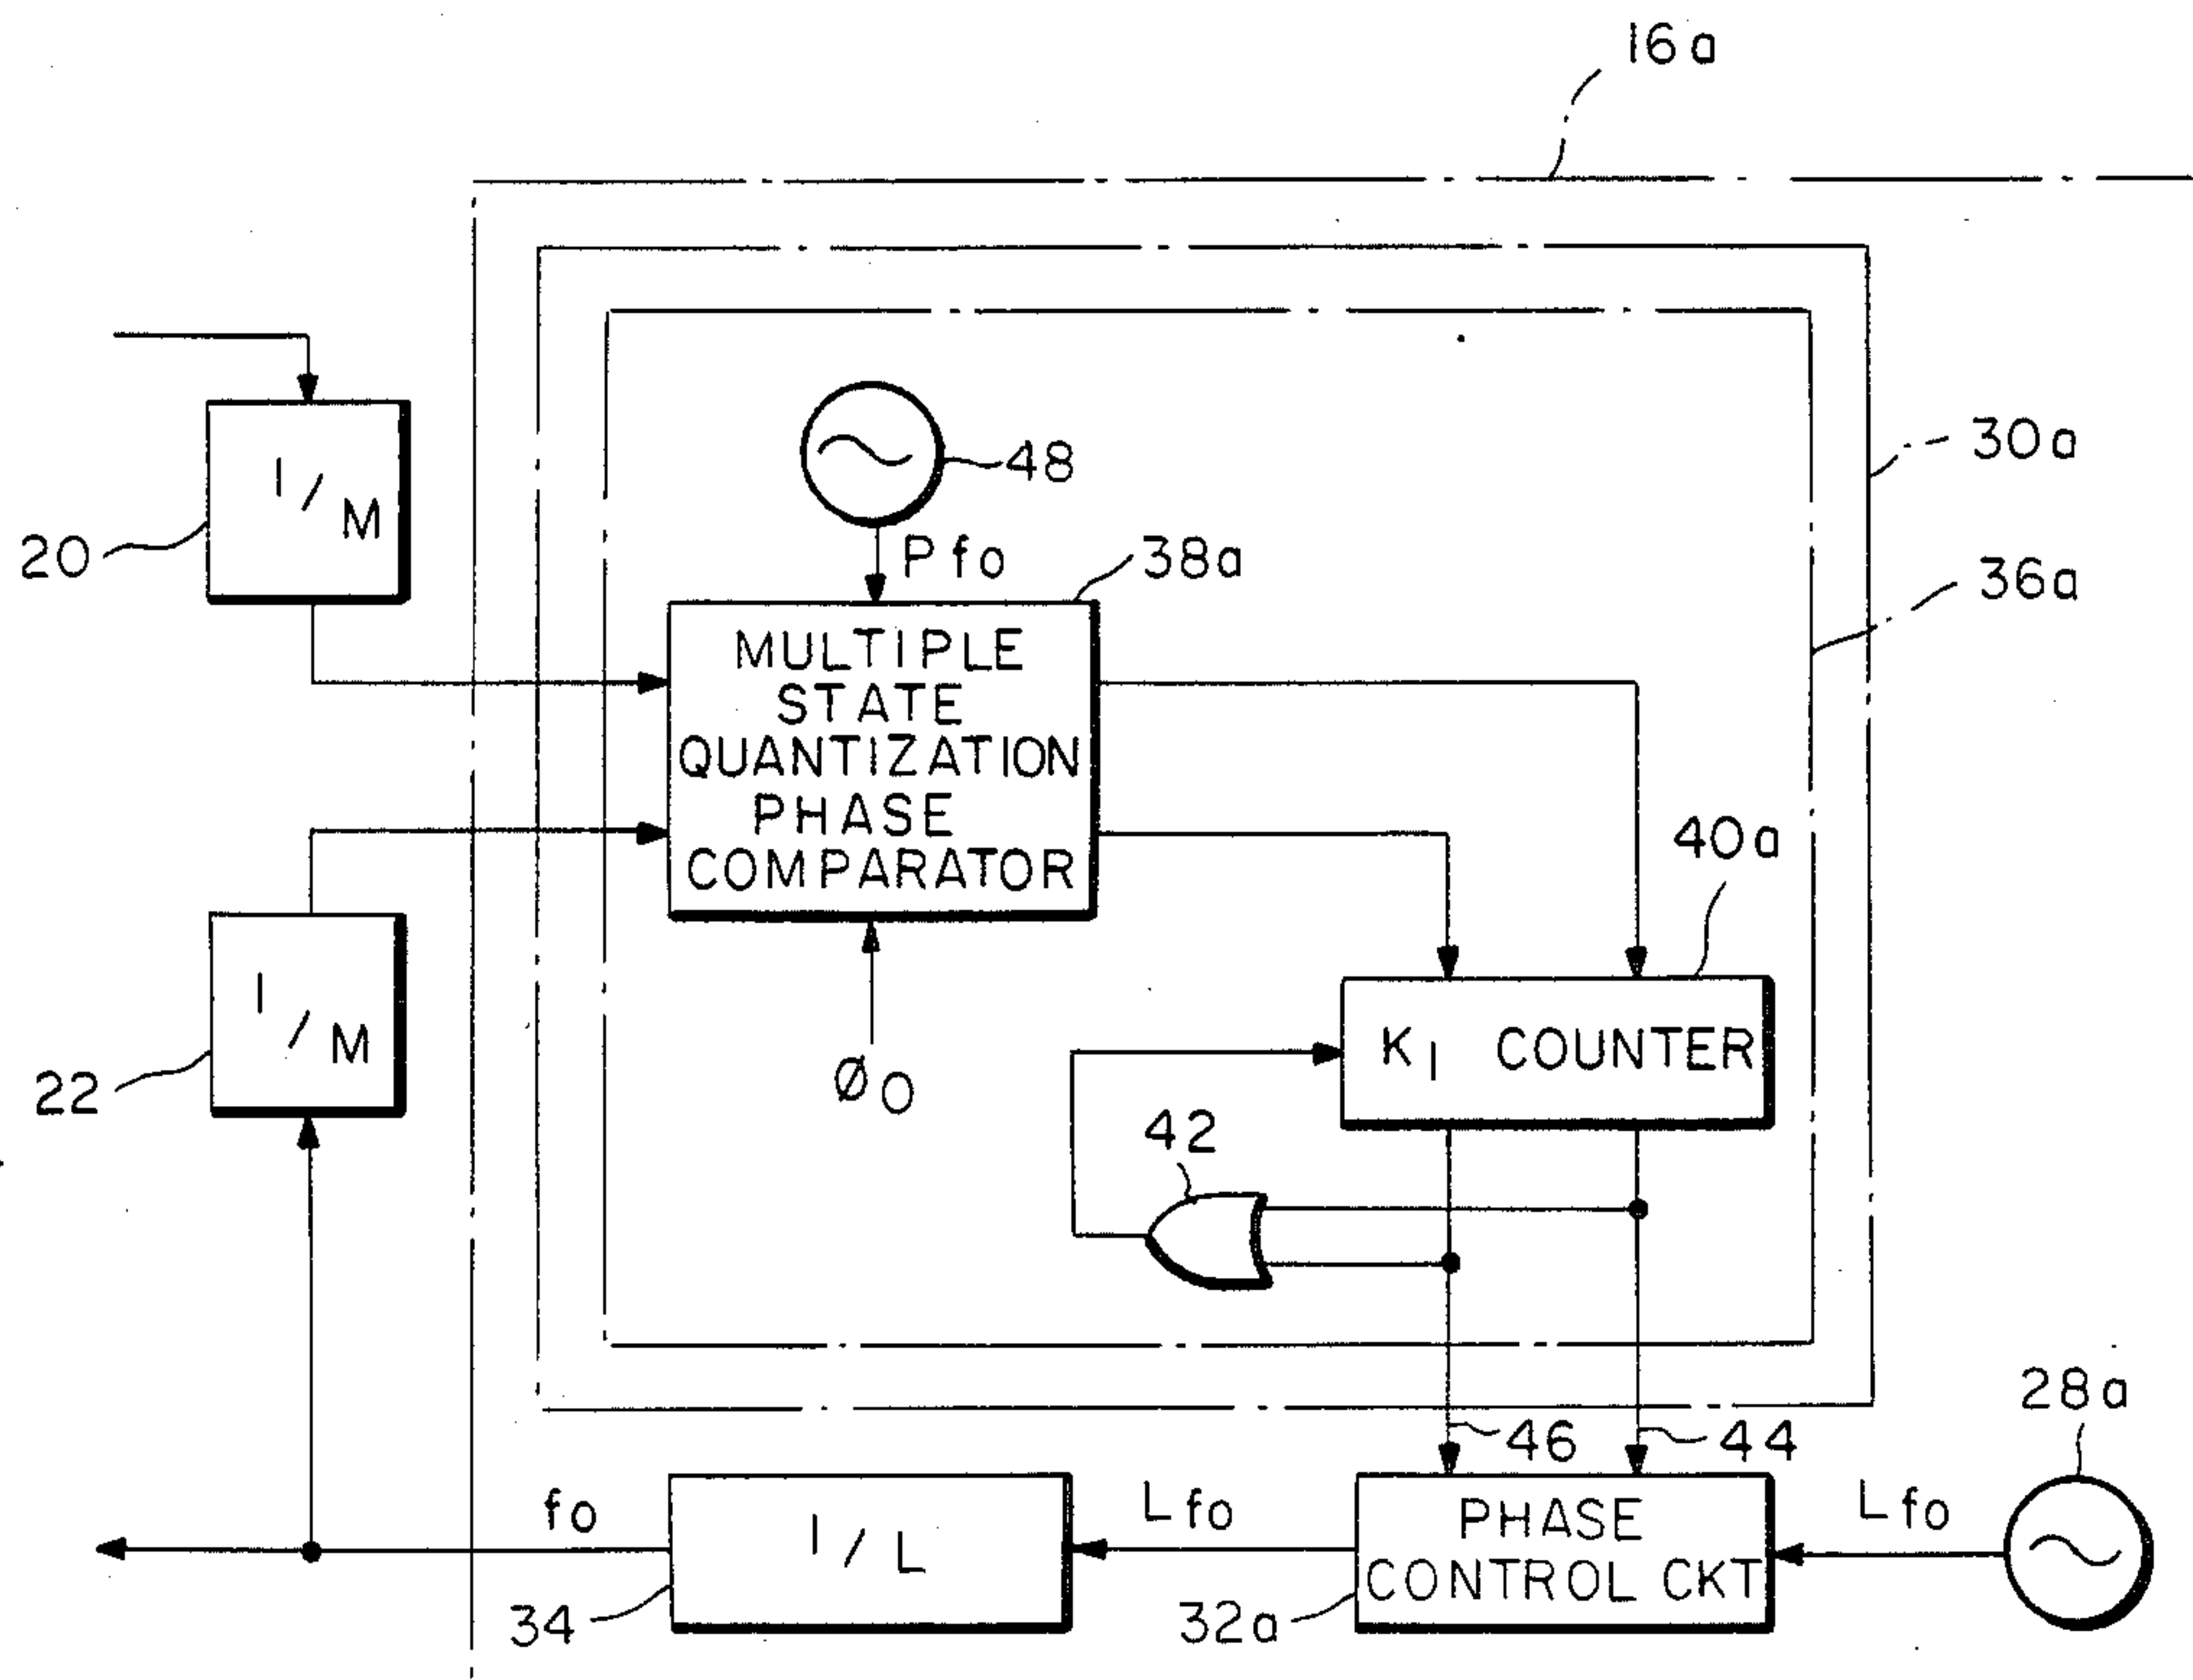 16a
30a
36a
48
Pfo
38a
1/M
20
MULTIPLE
STATE
QUANTIZATION
PHASE
COMPARATOR
40a
1/M
22
ØO
K1 COUNTER
42
46
44
28a
fo
1/L
34
Lfo
PHASE
CONTROL CKT
32a
Lfo